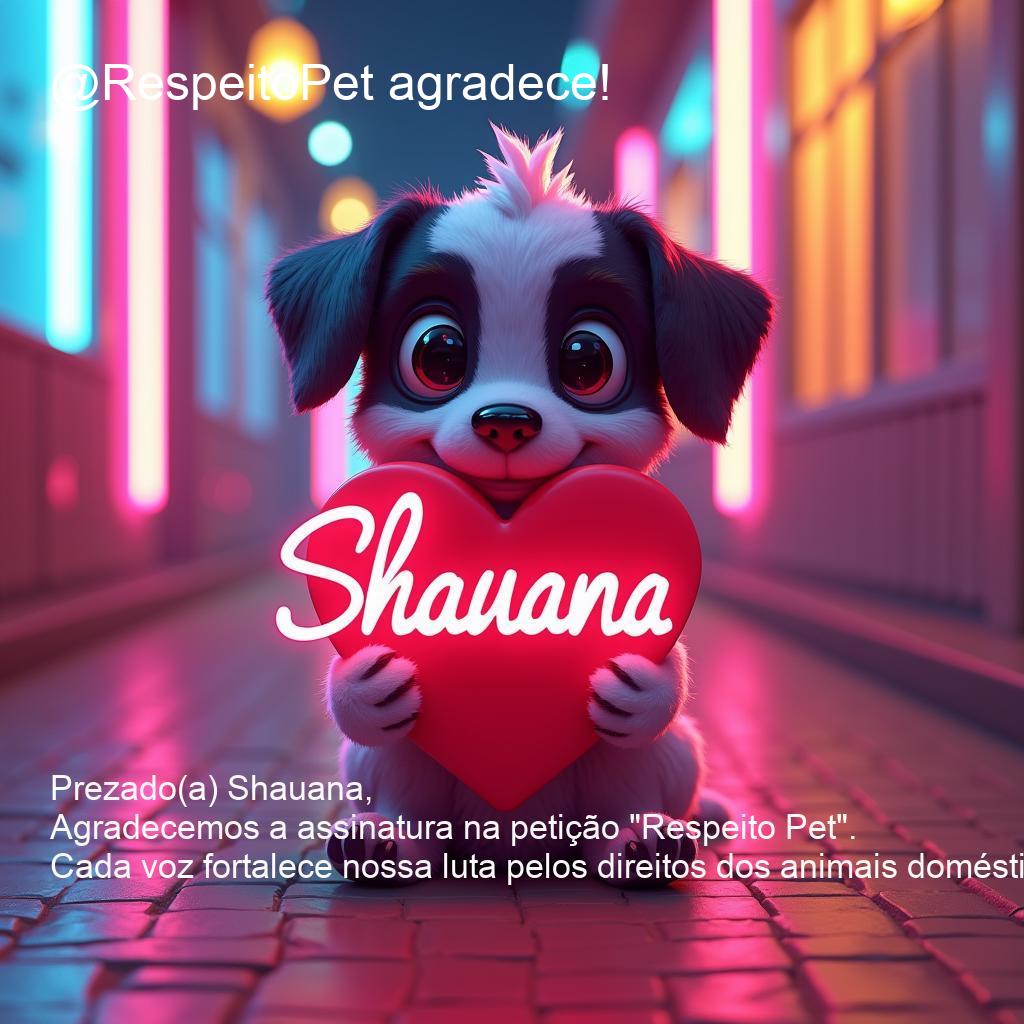 @RespeitoPet agradece!
Shauana
Prezado(a) Shauana,
Agradecemos a assinatura na petição "Respeito Pet".
Cada voz fortalece nossa luta pelos direitos dos animais domésti